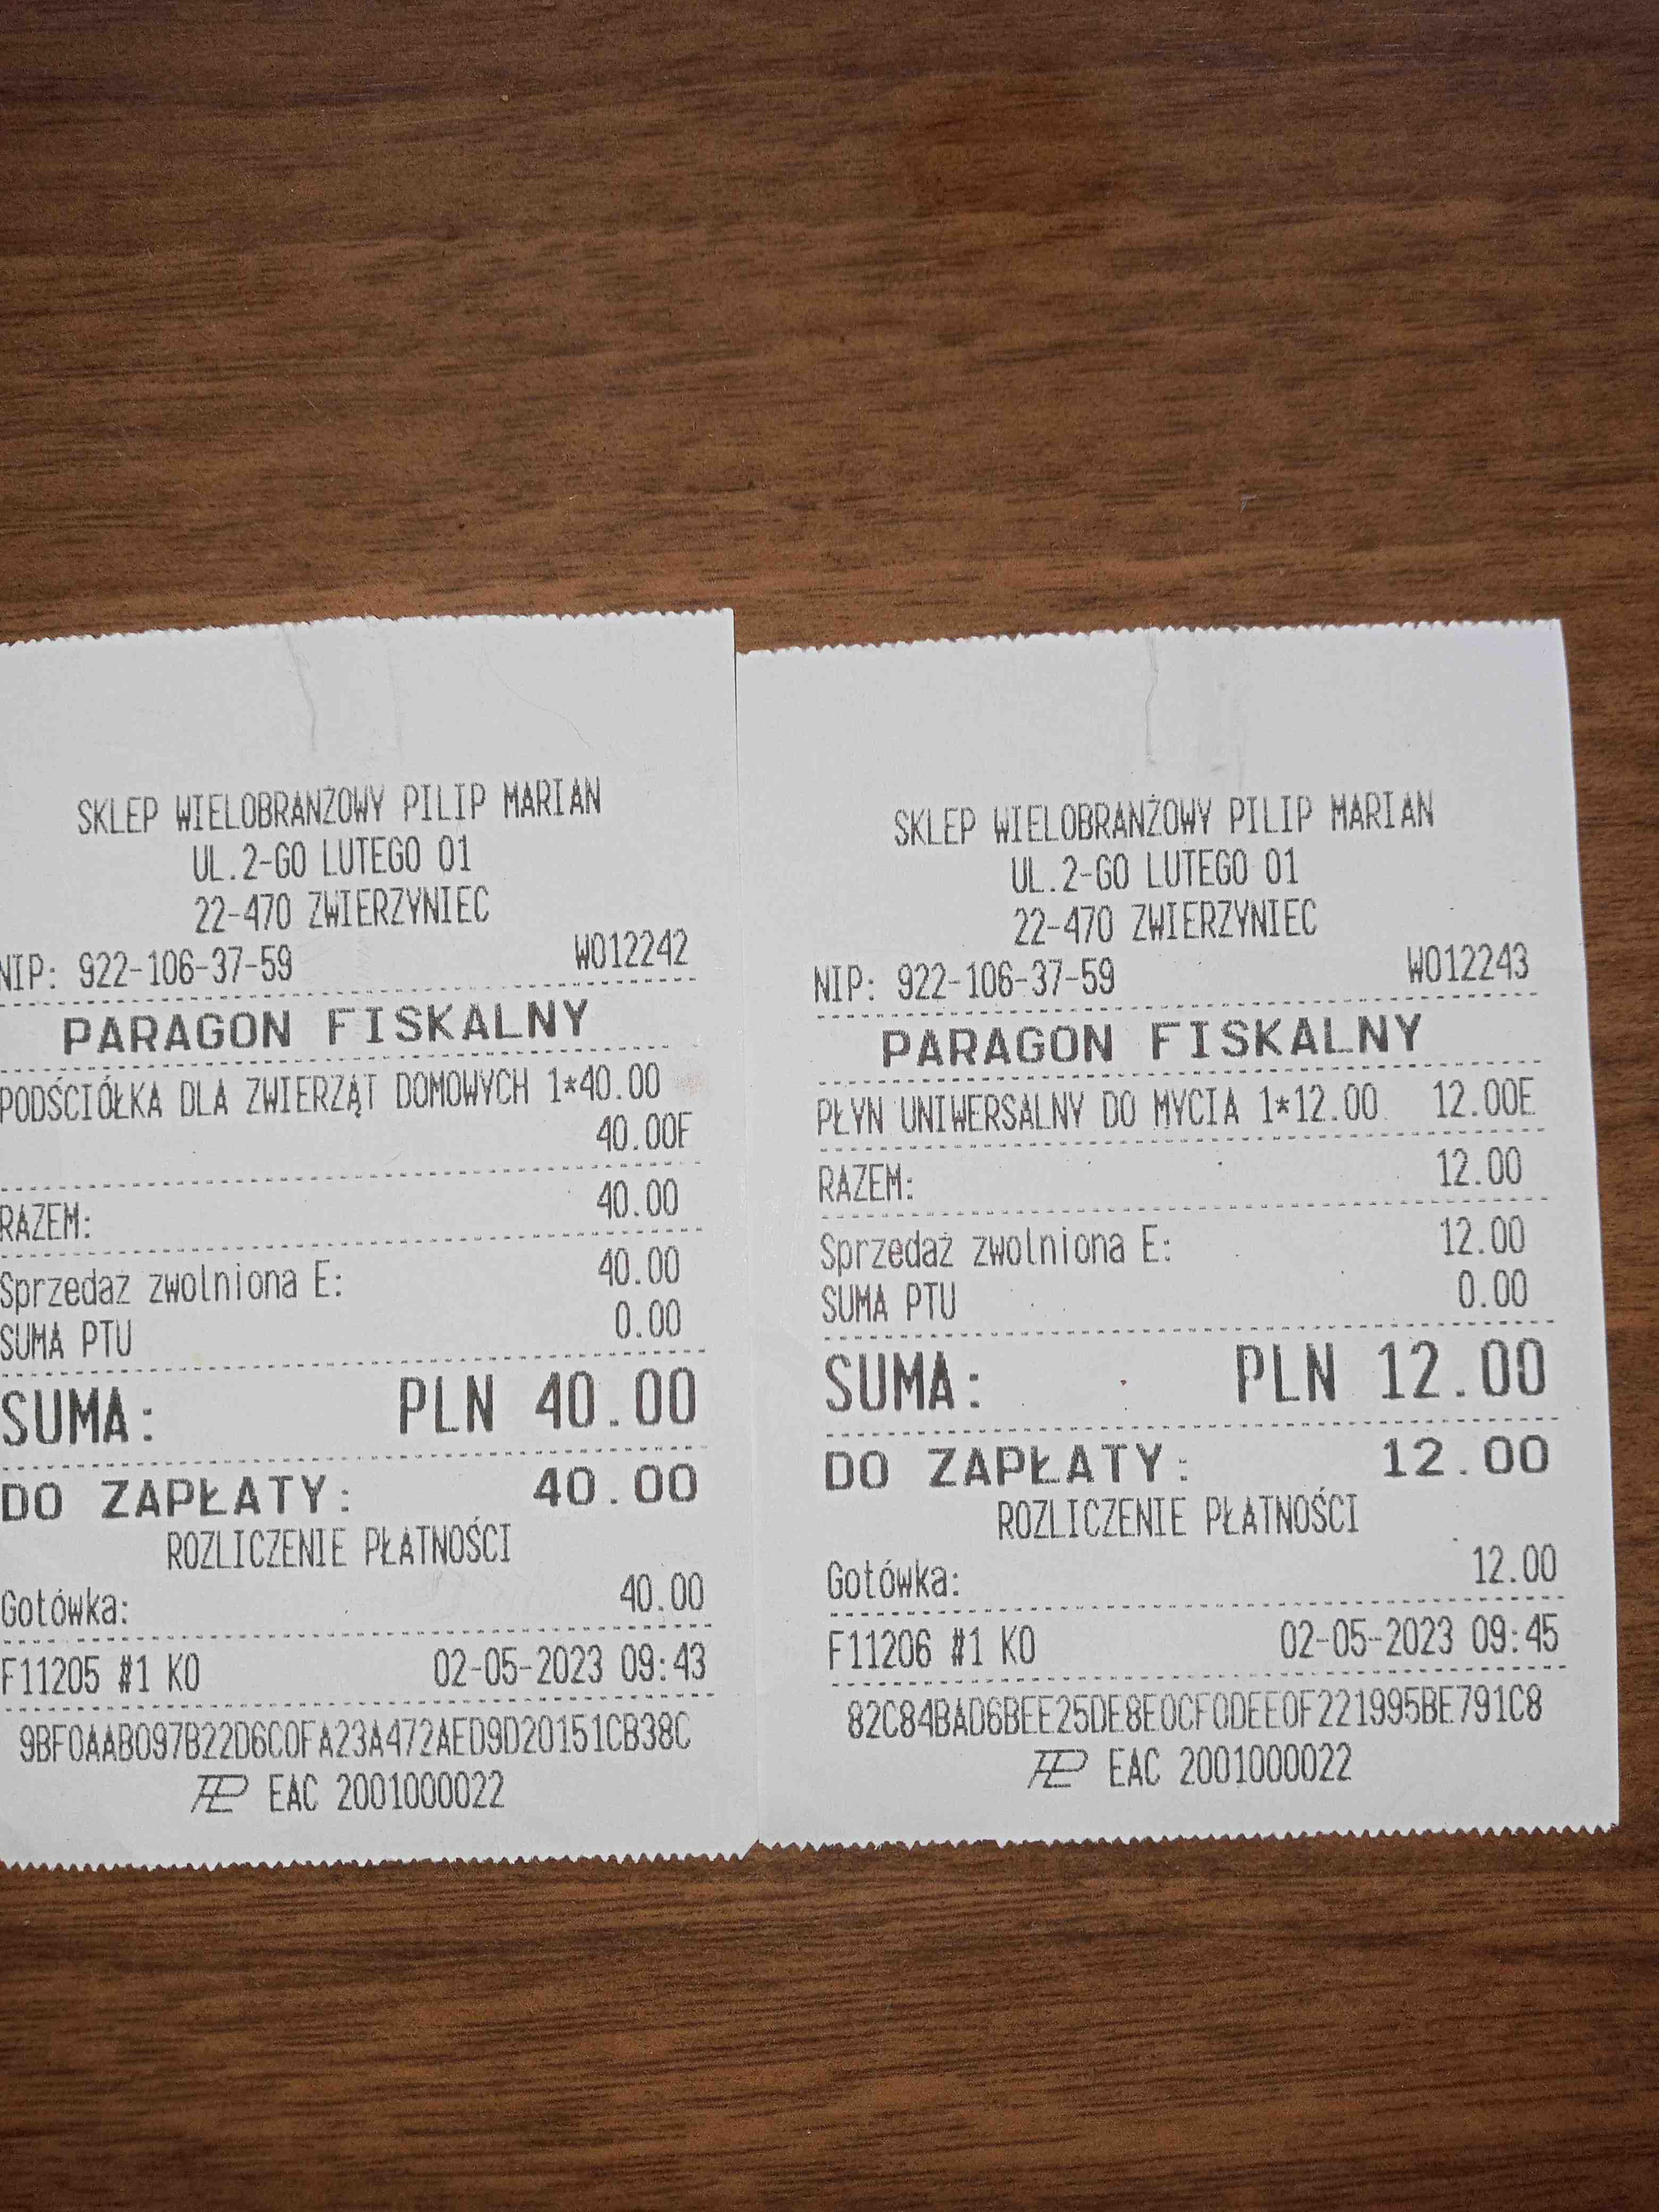 SKLEP WIELOBRANŻOWY PILIP MARIAN
UL.2-GO LUTEGO 01
22-470 ZWIERZYNIEC
NIP: 922-106-37-59 W012242
PARAGON FISKALNY
PODŚCIÓŁKA DLA ZWIERZĄT DOMOWYCH 1*40.00
40.00E
RAZEM: 40.00
Sprzedaż zwolniona E: 40.00
SUMA PTU 0.00
SUMA: PLN 40.00
DO ZAPŁATY: 40.00
ROZLICZENIE PŁATNOŚCI
Gotówka: 40.00
F11205 #1 KO 02-05-2023 09:43
9BF0AAB097B22D6C0FA23A472AED9D20151CB38C
EAC 2001000022
SKLEP WIELOBRANŻOWY PILIP MARIAN
UL.2-GO LUTEGO 01
22-470 ZWIERZYNIEC
NIP: 922-106-37-59 W012243
PARAGON FISKALNY
PŁYN UNIWERSALNY DO MYCIA 1*12.00 12.00E
RAZEM: 12.00
Sprzedaż zwolniona E: 12.00
SUMA PTU 0.00
SUMA: PLN 12.00
DO ZAPŁATY: 12.00
ROZLICZENIE PŁATNOŚCI
Gotówka: 12.00
F11206 #1 KO 02-05-2023 09:45
82C84BAD6BEE25DE8E0CF0DEE0F221995BE791C8
EAC 2001000022